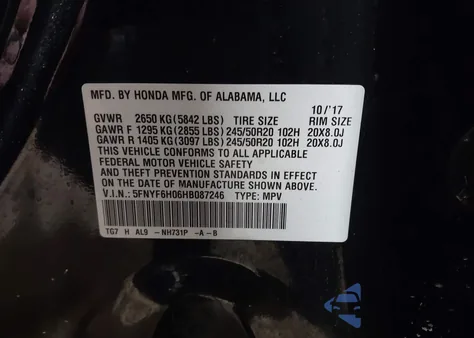 MFD. BY HONDA MFG. OF ALABAMA, LLC
10/'17
GVWR 2650 KG (5842 LBS) TIRE SIZE RIM SIZE
GAWR F 1295 KG (2855 LBS) 245/50R20 102H 20X8.0J
GAWR R 1405 KG (3097 LBS) 245/50R20 102H 20X8.0J
THIS VEHICLE CONFORMS TO ALL APPLICABLE
FEDERAL MOTOR VEHICLE SAFETY
AND THEFT PREVENTION STANDARDS IN EFFECT
ON THE DATE OF MANUFACTURE SHOWN ABOVE.
V.I.N.: 5FNYF6H06HB087246 TYPE: MPV
TG7 H AL9 -NH731P -A-B